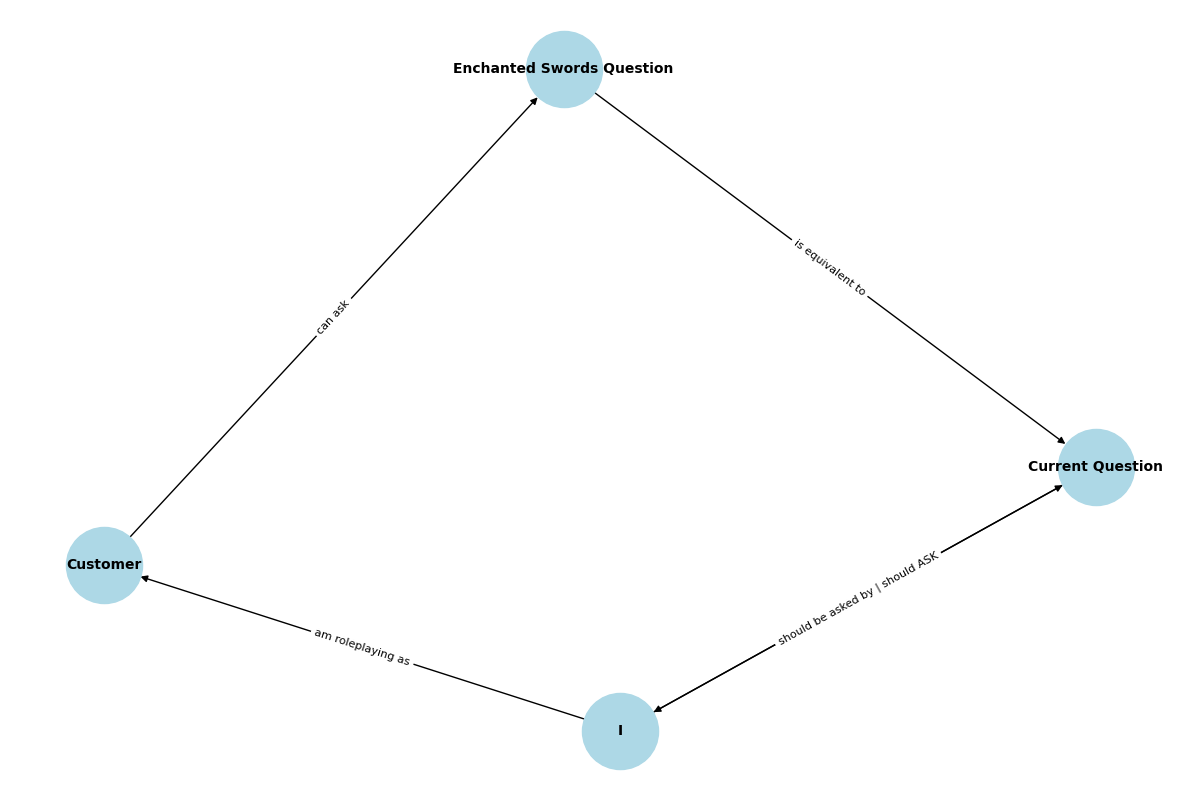 Enchanted Swords Question
is equivalent to
can ask
Current Question
should be asked by | should ASK
Customer
am roleplaying as
I